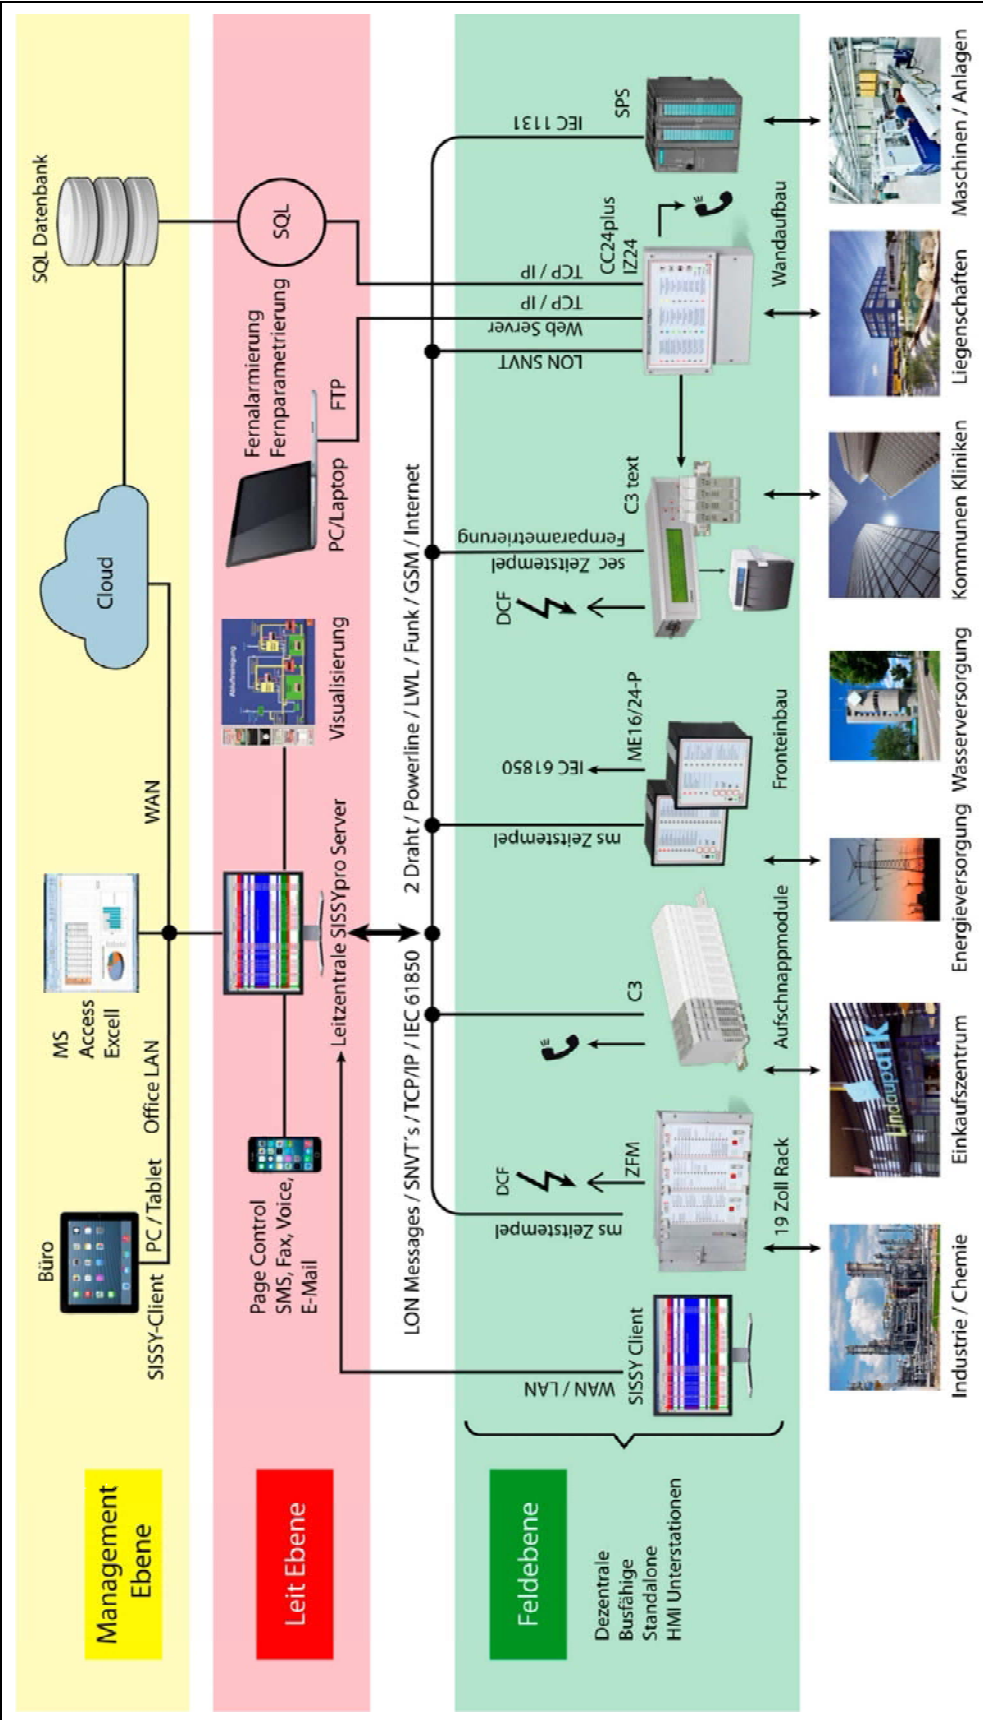 Management
Ebene
Büro
SISSY-Client
PC / Tablet
Office LAN
MS
Access
Excell
WAN
Cloud
SQL Datenbank
Leit Ebene
Page Control
SMS, Fax, Voice,
E-Mail
Leitzentrale SISSYpro Server
Visualisierung
PC/Laptop
Fernalarmierung
Fernparametrierung
FTP
SQL
LON Messages / SNVT´s / TCP/IP / IEC 61850
2 Draht / Powerline / LWL / Funk / GSM / Internet
Feldebene
Dezentrale
Busfähige
Standalone
HMI Unterstationen
WAN / LAN
SISSY Client
ms Zeitstempel
DCF
ZFM
19 Zoll Rack
C3
Aufschnappmodule
ms Zeitstempel
IEC 61850
ME16/24-P
Fronteinbau
DCF
sec Zeitstempel
Fernparametrierung
C3 text
LON SNVT
Web Server
TCP / IP
TCP / IP
CC24plus
IZ24
Wandaufbau
IEC 1131
SPS
Industrie / Chemie
Lindaupark
Einkaufszentrum
Energieversorgung
Wasserversorgung
Kommunen Kliniken
Liegenschaften
Maschinen / Anlagen